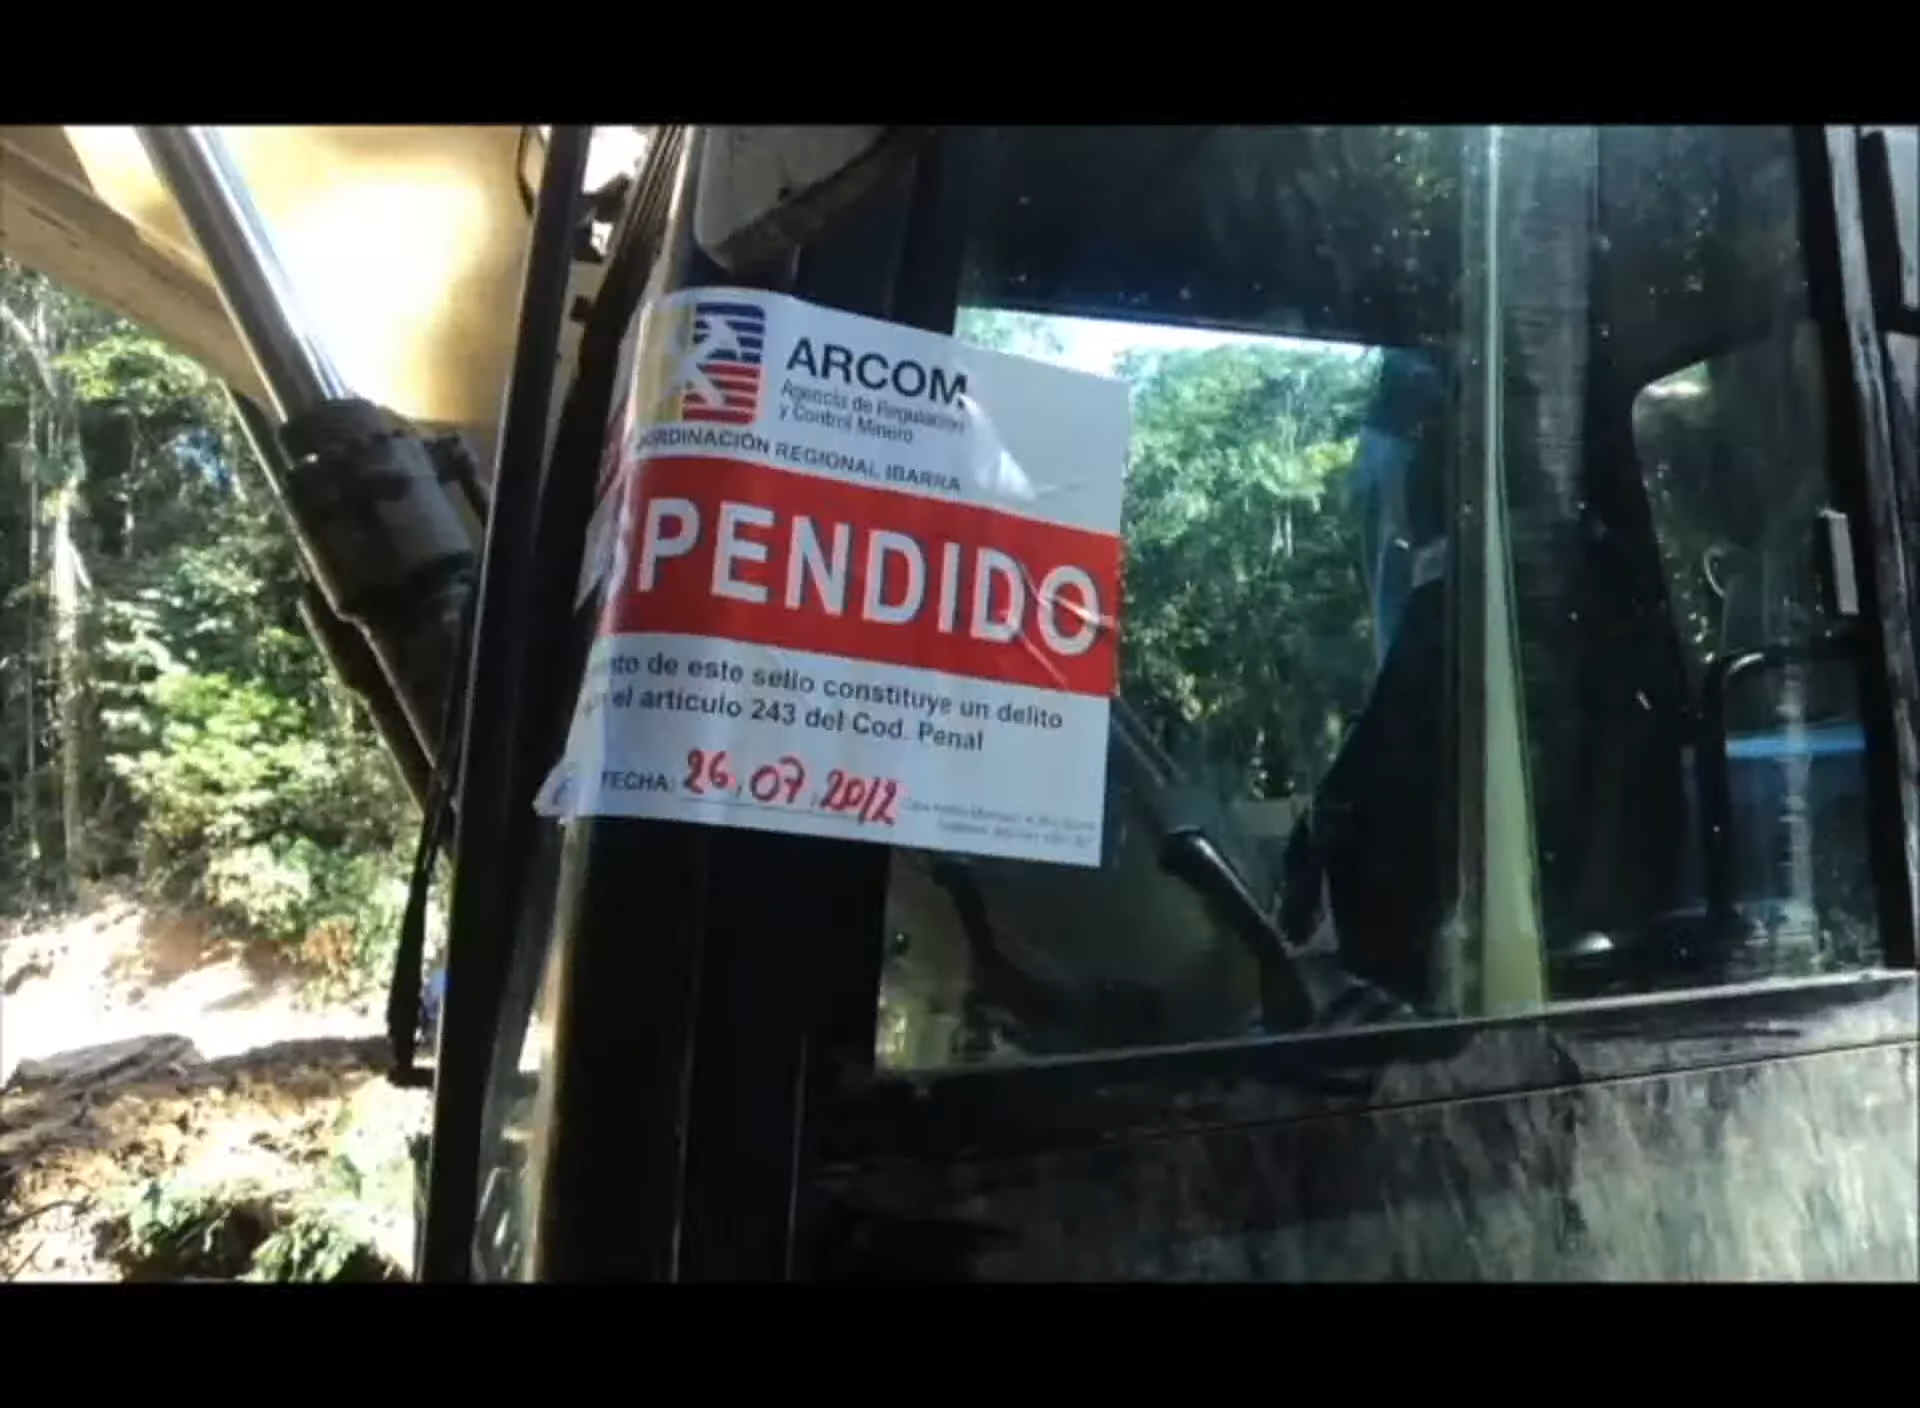 ARCOM
Agencia de Regulación
y Control Minero
ORDINACIÓN REGIONAL IBARRA
SPENDIDO
nto de este sello constituye un delito
el artículo 243 del Cod. Penal
FECHA: 26, 07, 2012